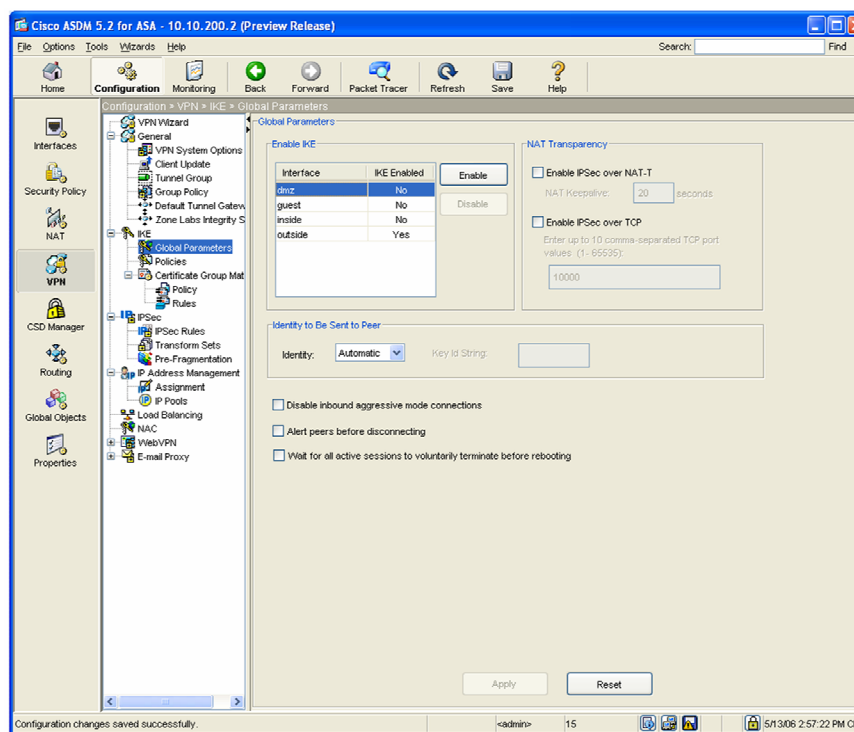 Cisco ASDM 5.2 for ASA - 10.10.200.2 (Preview Release)
File Options Tools Wizards Help Search: Find
Home Configuration Monitoring Back Forward Packet Tracer Refresh Save Help
Configuration > VPN > IKE > Global Parameters
Interfaces
Security Policy
NAT
VPN
CSD Manager
Routing
Global Objects
Properties
VPN Wizard
General
VPN System Options
Client Update
Tunnel Group
Group Policy
Default Tunnel Gatew
Zone Labs Integrity S
IKE
Global Parameters
Policies
Certificate Group Mat
Policy
Rules
IPSec
IPSec Rules
Transform Sets
Pre-Fragmentation
IP Address Management
Assignment
IP Pools
Load Balancing
NAC
WebVPN
E-mail Proxy
Global Parameters
Enable IKE
Interface IKE Enabled
dmz No
guest No
inside No
outside Yes
Enable
Disable
NAT Transparency
Enable IPSec over NAT-T
NAT Keepalive: 20 seconds
Enable IPSec over TCP
Enter up to 10 comma-separated TCP port
values (1- 65535):
10000
Identity to Be Sent to Peer
Identity: Automatic Key Id String:
Disable inbound aggressive mode connections
Alert peers before disconnecting
Wait for all active sessions to voluntarily terminate before rebooting
Apply Reset
Configuration changes saved successfully. <admin> 15 5/13/06 2:57:22 PM C